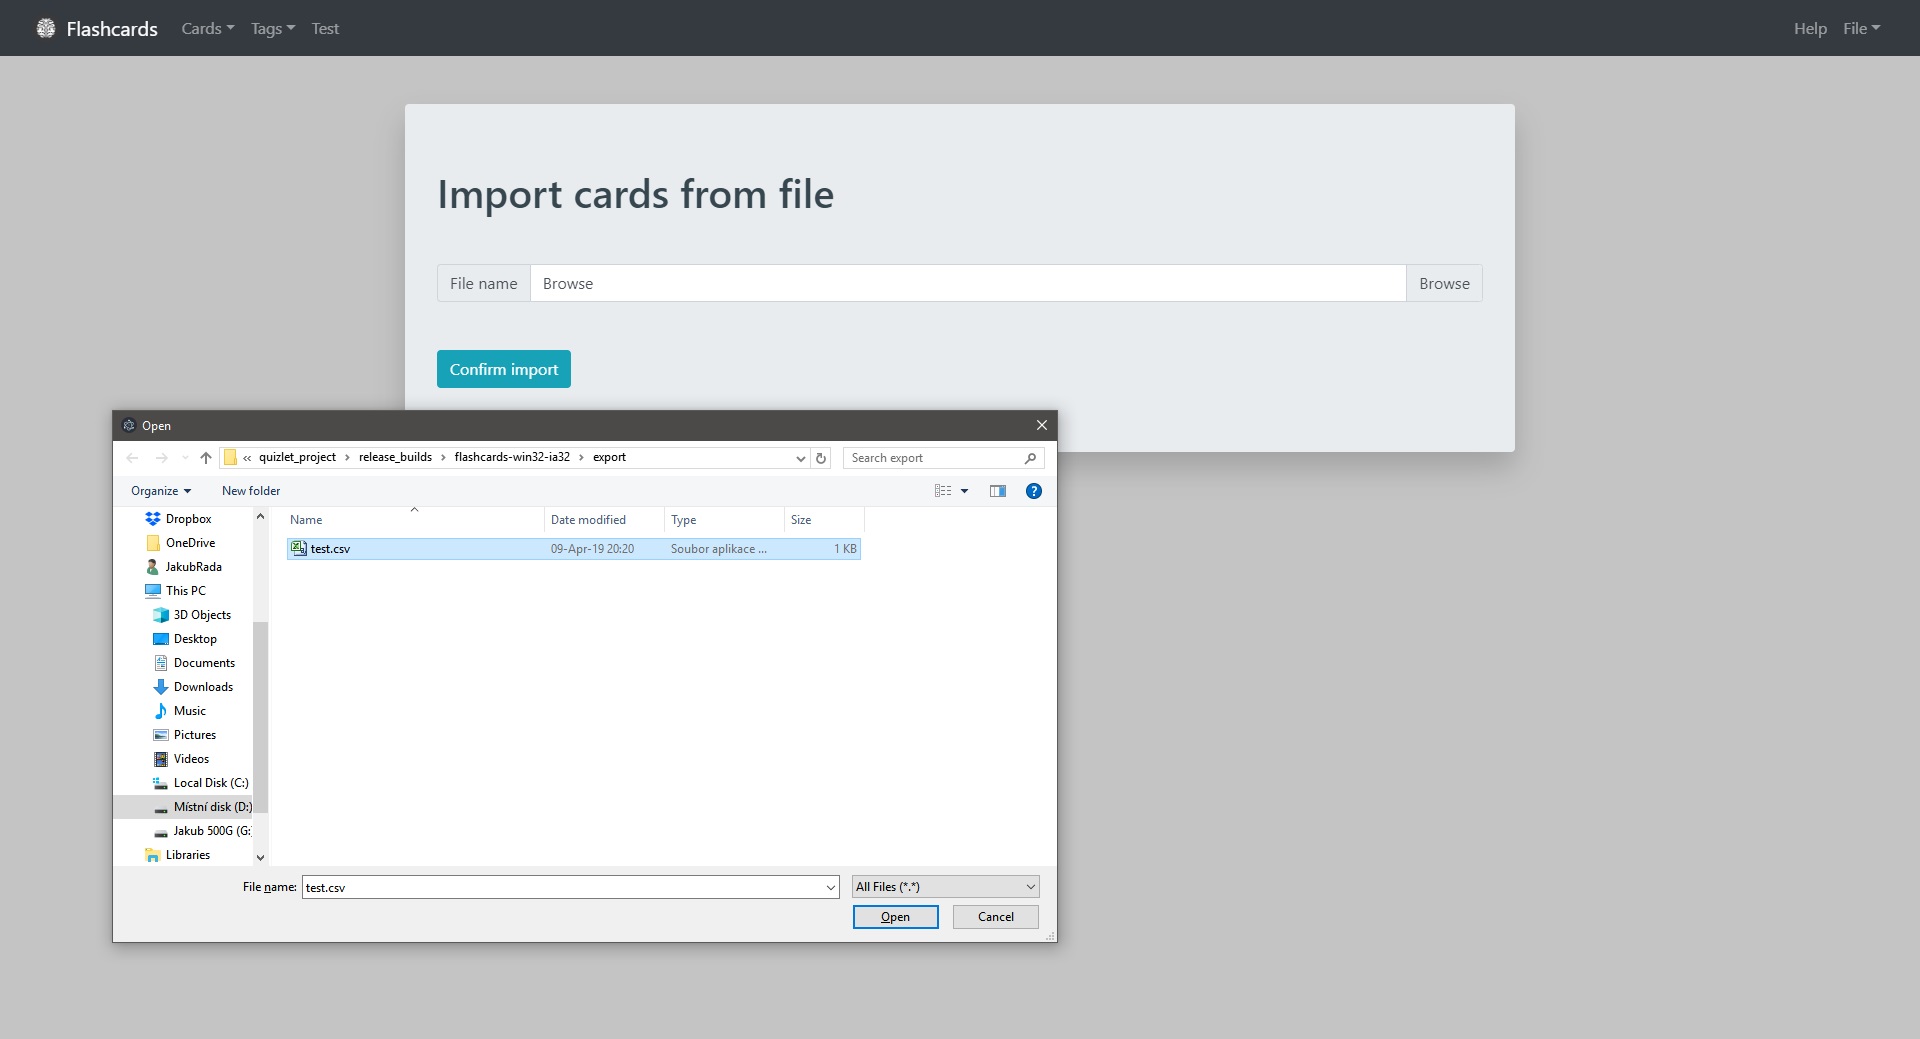 Flashcards Cards Tags Test Help File
Import cards from file
File name Browse Browse
Confirm import
Open
« quizlet_project › release_builds › flashcards-win32-ia32 › export Search export
Organize New folder ?
Name Date modified Type Size
test.csv 09-Apr-19 20:20 Soubor aplikace ... 1 KB
Dropbox
OneDrive
JakubRada
This PC
3D Objects
Desktop
Documents
Downloads
Music
Pictures
Videos
Local Disk (C:)
Místní disk (D:)
Jakub 500G (G:
Libraries
File name: test.csv All Files (*.*)
Open Cancel